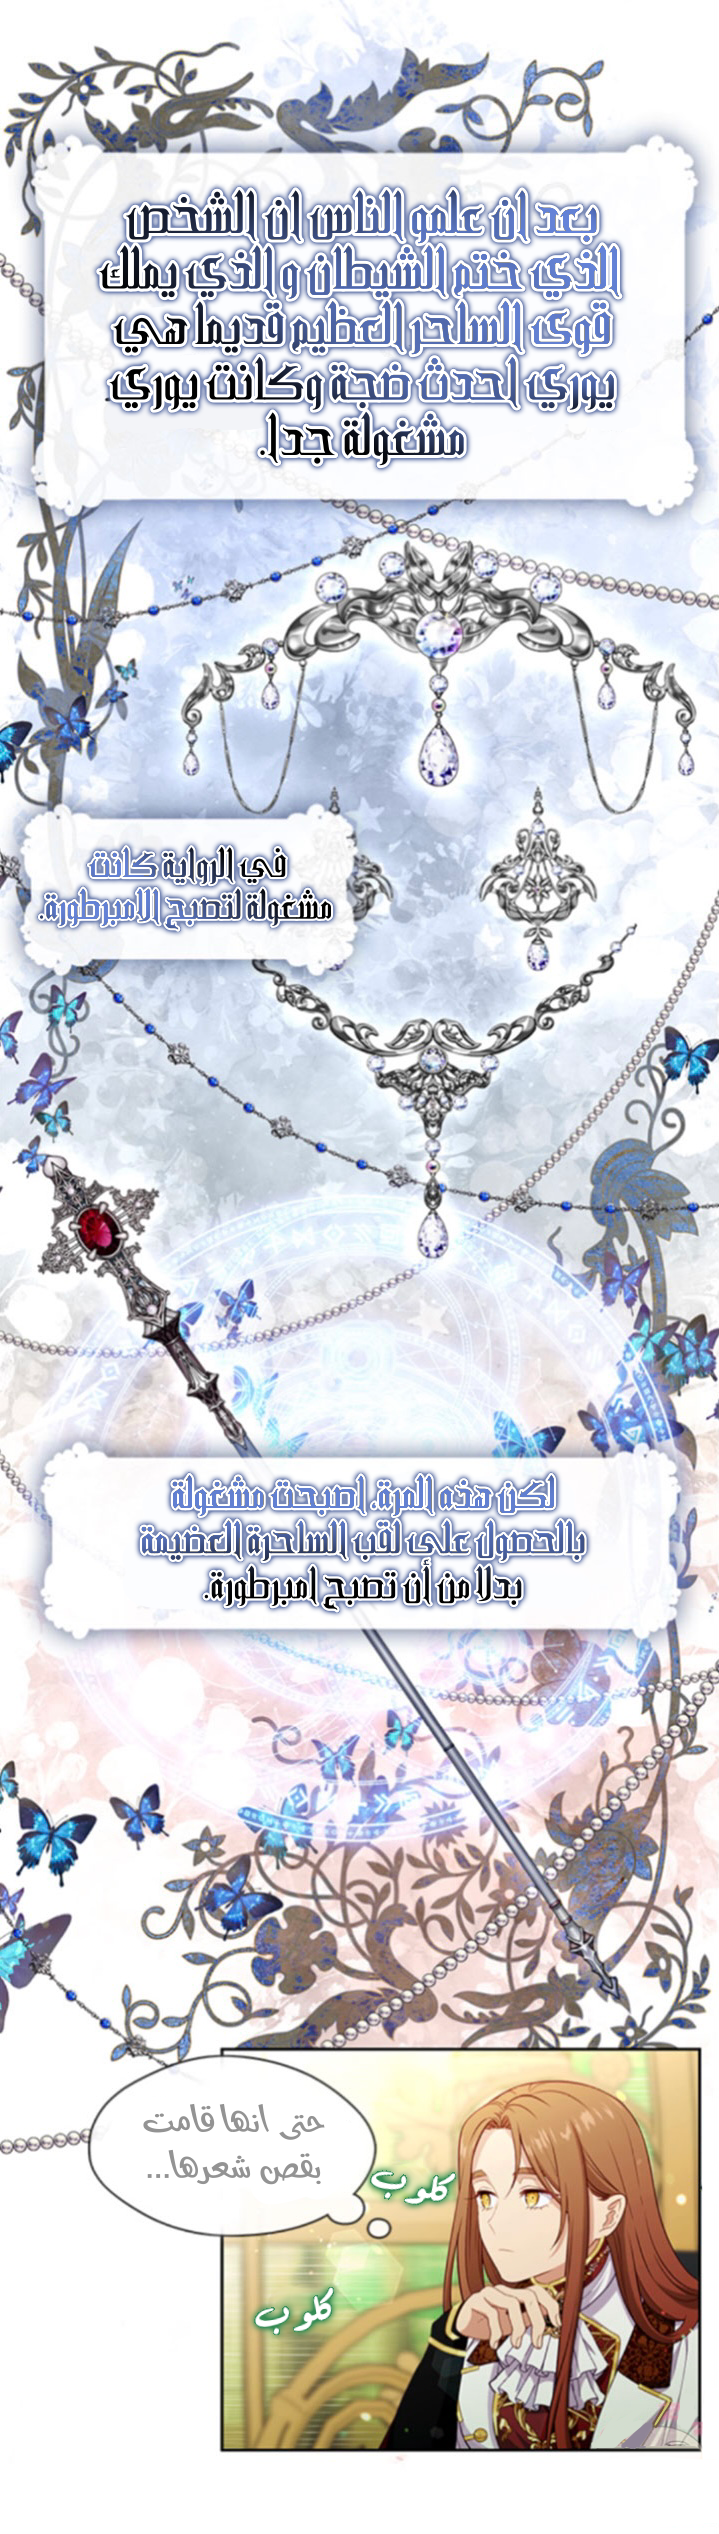 بعد ان علمو الناس ان الشخص
الذي ختم الشيطان و الذي يملك
قوى الساحر العظيم قديما هي
يوري احدث ضجة وكانت يوري
مشغولة جدا.
في الرواية كانت
مشغولة لتصبح الامبرطورة.
لكن هذه المرة، اصبحت مشغولة
بالحصول على لقب الساحرة العضيمة
بدلا من أن تصبح امبرطورة.
حتى انها قامت
بقص شعرها...
كلوب
كلوب